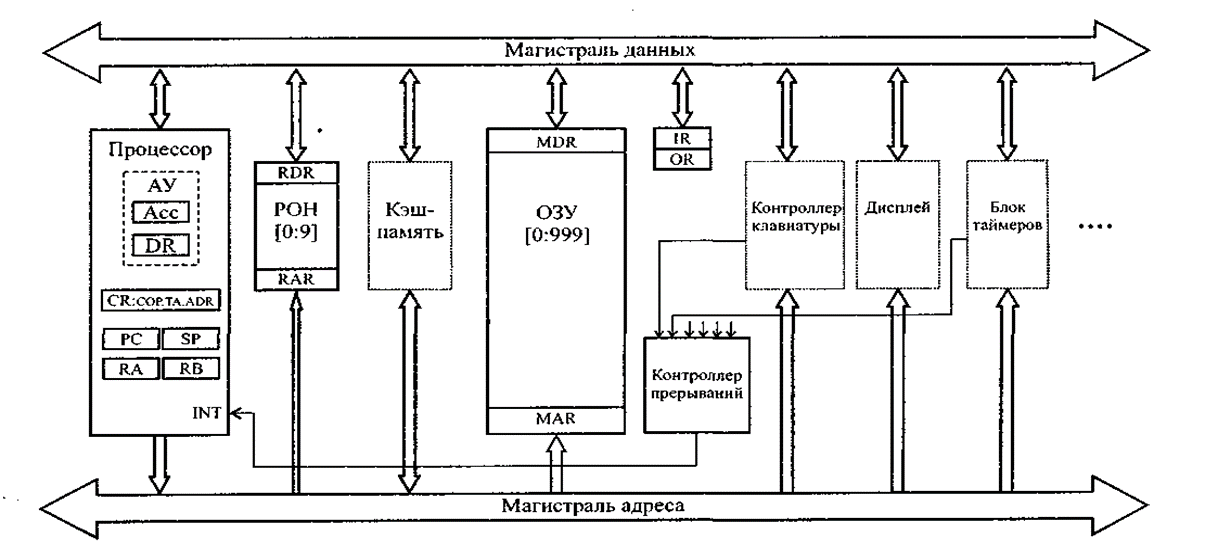 Магистраль данных
Процессор
АУ
Acc
DR
CR:COP.TA.ADR
PC
SP
RA
RB
INT
RDR
РОН
[0:9]
RAR
Кэш-
память
MDR
ОЗУ
[0:999]
MAR
IR
OR
Контроллер
клавиатуры
Дисплей
Блок
таймеров
....
Контроллер
прерываний
Магистраль адреса